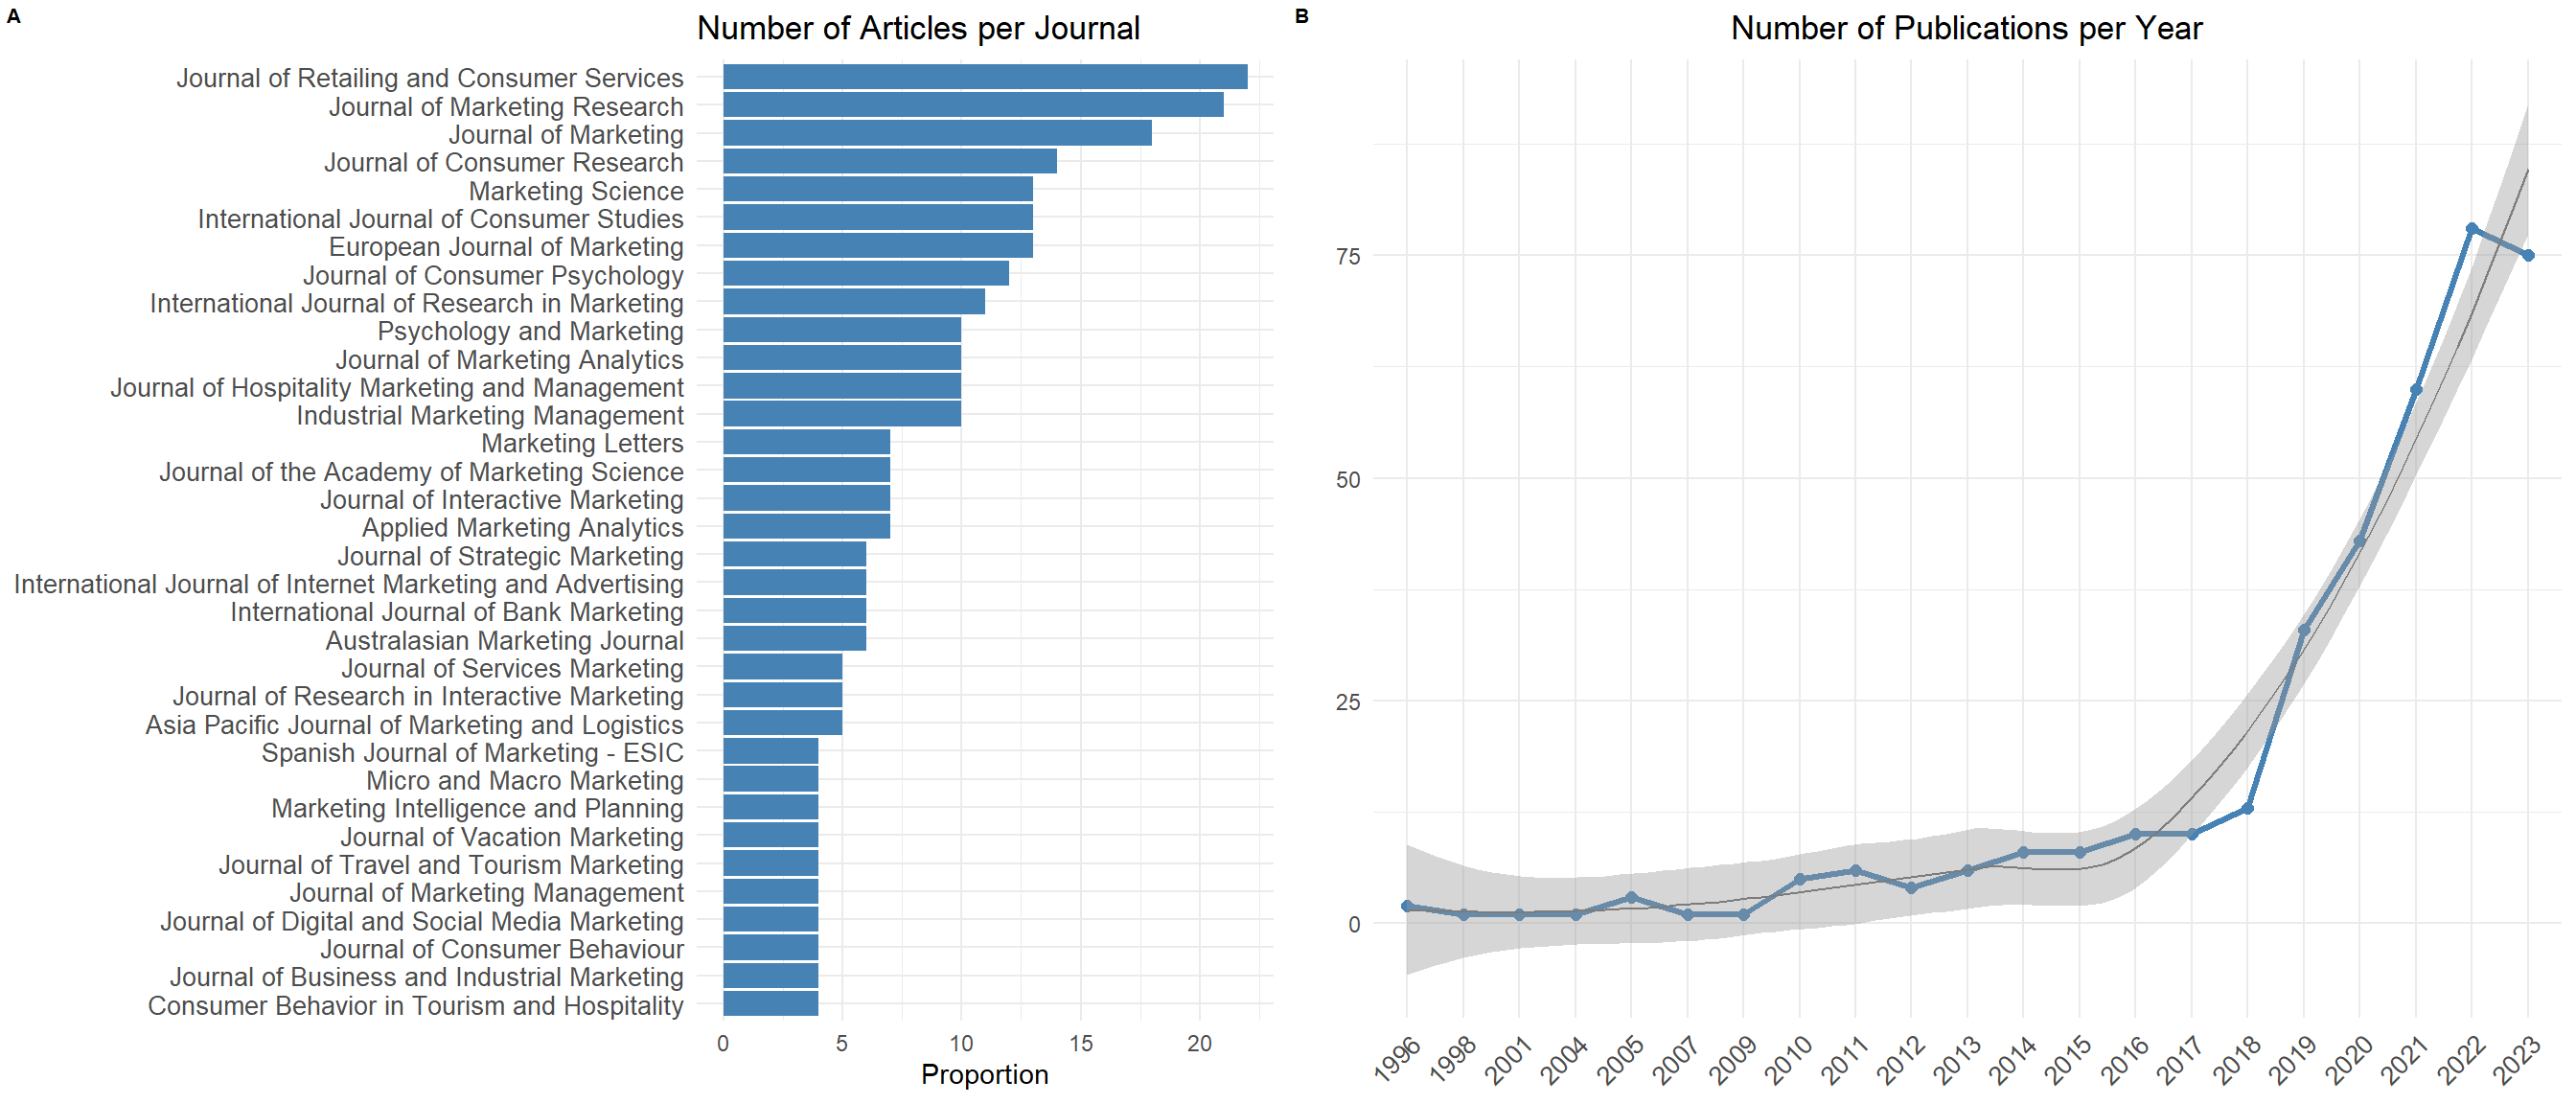 A
Number of Articles per Journal
Journal of Retailing and Consumer Services
Journal of Marketing Research
Journal of Marketing
Journal of Consumer Research
Marketing Science
International Journal of Consumer Studies
European Journal of Marketing
Journal of Consumer Psychology
International Journal of Research in Marketing
Psychology and Marketing
Journal of Marketing Analytics
Journal of Hospitality Marketing and Management
Industrial Marketing Management
Marketing Letters
Journal of the Academy of Marketing Science
Journal of Interactive Marketing
Applied Marketing Analytics
Journal of Strategic Marketing
International Journal of Internet Marketing and Advertising
International Journal of Bank Marketing
Australasian Marketing Journal
Journal of Services Marketing
Journal of Research in Interactive Marketing
Asia Pacific Journal of Marketing and Logistics
Spanish Journal of Marketing - ESIC
Micro and Macro Marketing
Marketing Intelligence and Planning
Journal of Vacation Marketing
Journal of Travel and Tourism Marketing
Journal of Marketing Management
Journal of Digital and Social Media Marketing
Journal of Consumer Behaviour
Journal of Business and Industrial Marketing
Consumer Behavior in Tourism and Hospitality
0 5 10 15 20
Proportion
B
Number of Publications per Year
75
50
25
0
1996 1998 2001 2004 2005 2007 2009 2010 2011 2012 2013 2014 2015 2016 2017 2018 2019 2020 2021 2022 2023